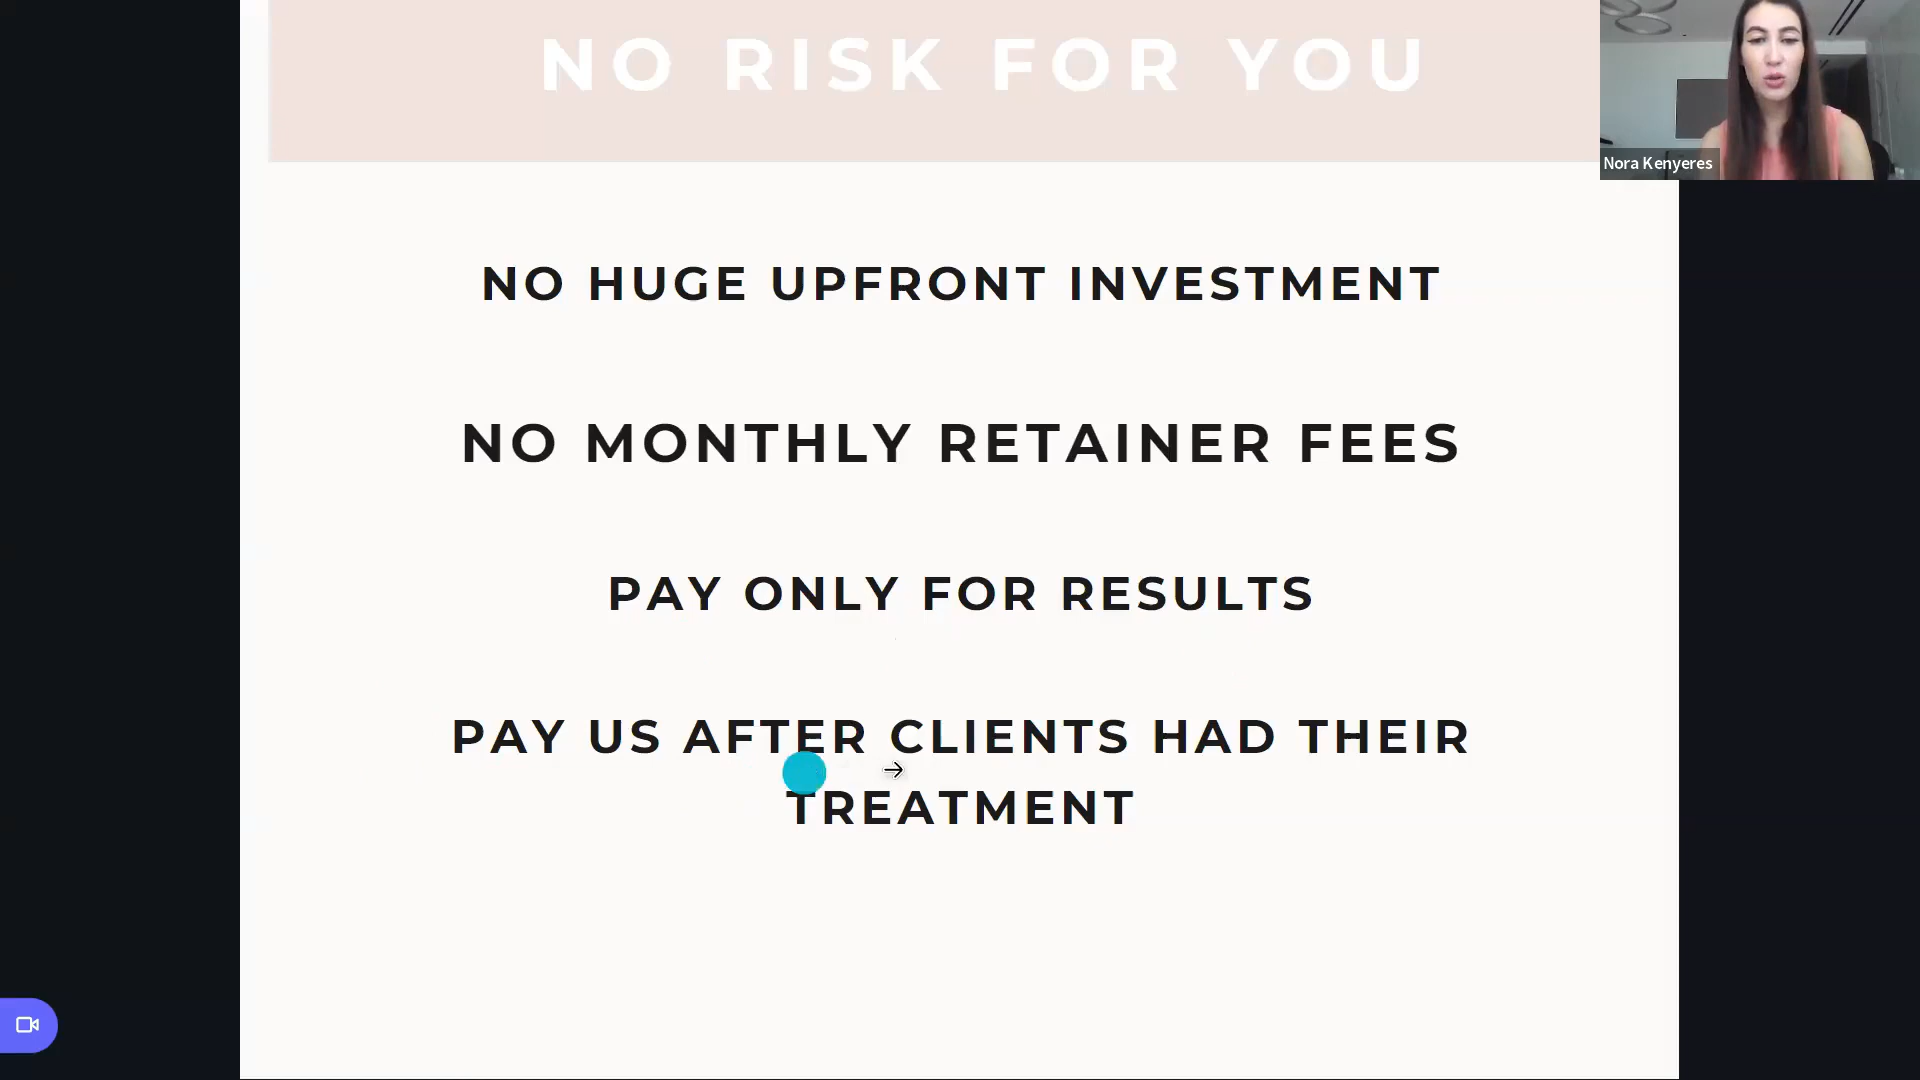 NO RISK FOR YOU
Nora Kenyeres
NO HUGE UPFRONT INVESTMENT
NO MONTHLY RETAINER FEES
PAY ONLY FOR RESULTS
PAY US AFTER CLIENTS HAD THEIR
TREATMENT